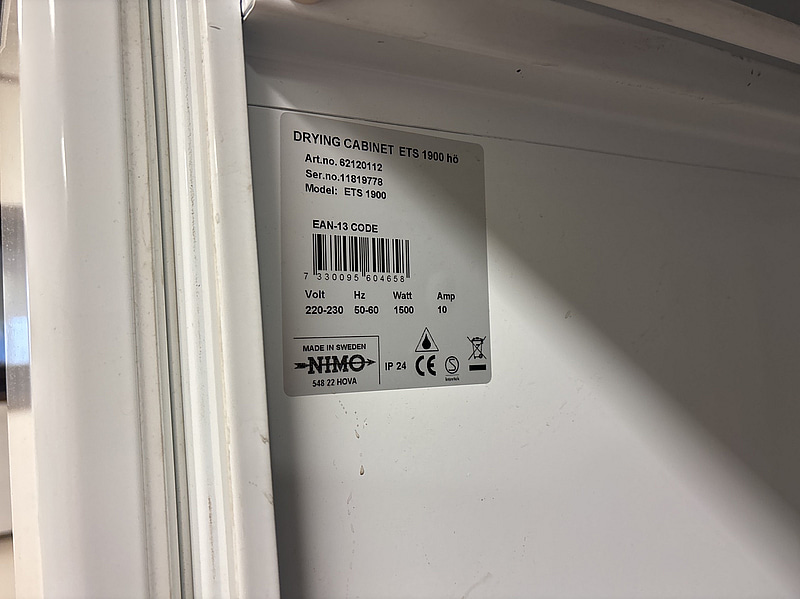 DRYING CABINET ETS 1900 hö
Art.no. 62120112
Ser.no.11819778
Model: ETS 1900
EAN-13 CODE
7 330095 604658
Volt Hz Watt Amp
220-230 50-60 1500 10
MADE IN SWEDEN
NIMO
548 22 HOVA
IP 24
CE